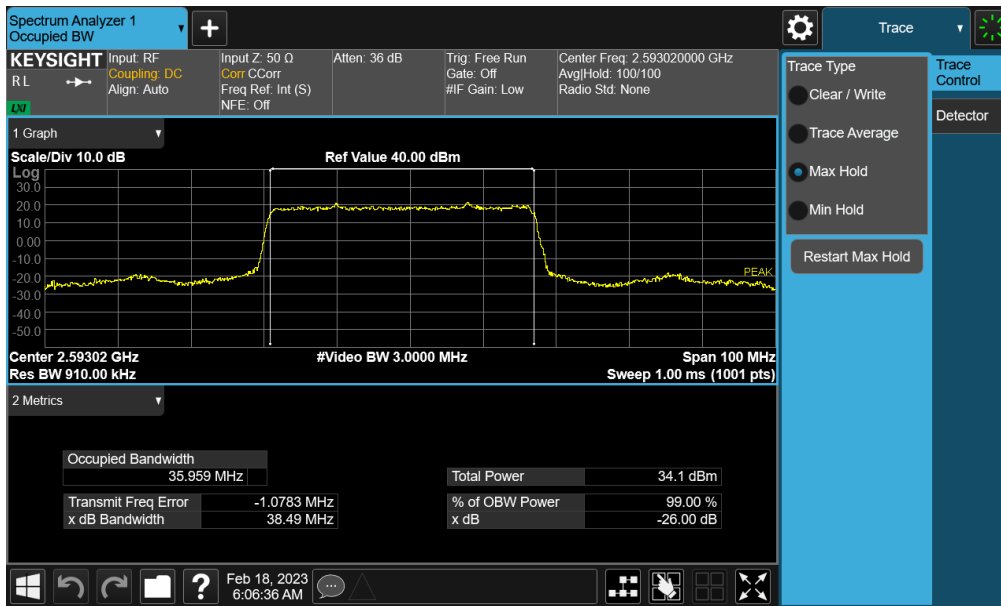 Spectrum Analyzer 1
Occupied BW
+
Trace
KEYSIGHT
R L
LXI
Input: RF
Coupling: DC
Align: Auto
Input Z: 50 Ω
Corr CCorr
Freq Ref: Int (S)
NFE: Off
Atten: 36 dB
Trig: Free Run
Gate: Off
#IF Gain: Low
Center Freq: 2.593020000 GHz
Avg|Hold: 100/100
Radio Std: None
Trace Type
Clear / Write
Trace Average
Max Hold
Min Hold
Restart Max Hold
Trace
Control
Detector
1 Graph
Scale/Div 10.0 dB
Ref Value 40.00 dBm
Log
30.0
20.0
10.0
0.00
-10.0
-20.0
-30.0
-40.0
-50.0
PEAK
Center 2.59302 GHz
#Video BW 3.0000 MHz
Span 100 MHz
Res BW 910.00 kHz
Sweep 1.00 ms (1001 pts)
2 Metrics
Occupied Bandwidth
35.959 MHz
Total Power 34.1 dBm
Transmit Freq Error -1.0783 MHz
% of OBW Power 99.00 %
x dB Bandwidth 38.49 MHz
x dB -26.00 dB
?
Feb 18, 2023
6:06:36 AM